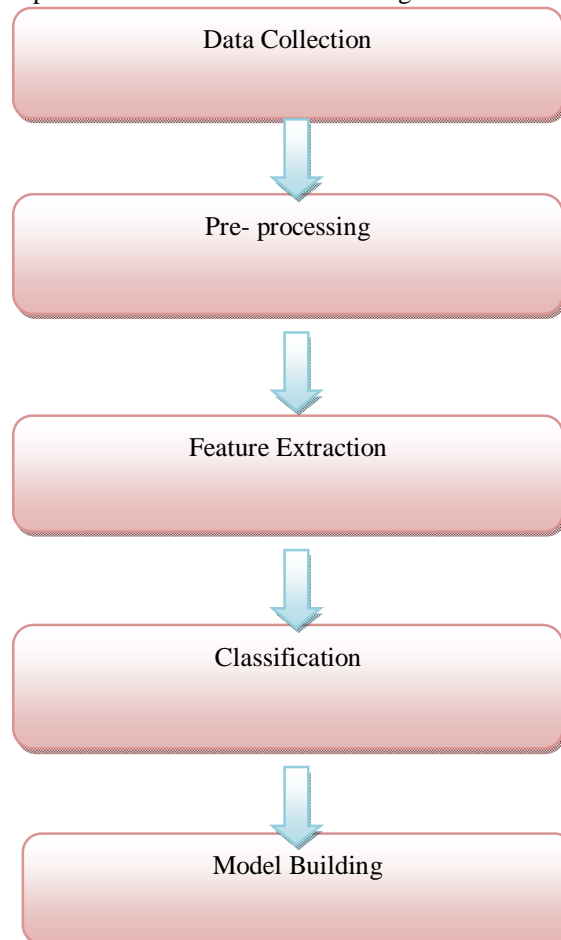 Data Collection
Pre- processing
Feature Extraction
Classification
Model Building